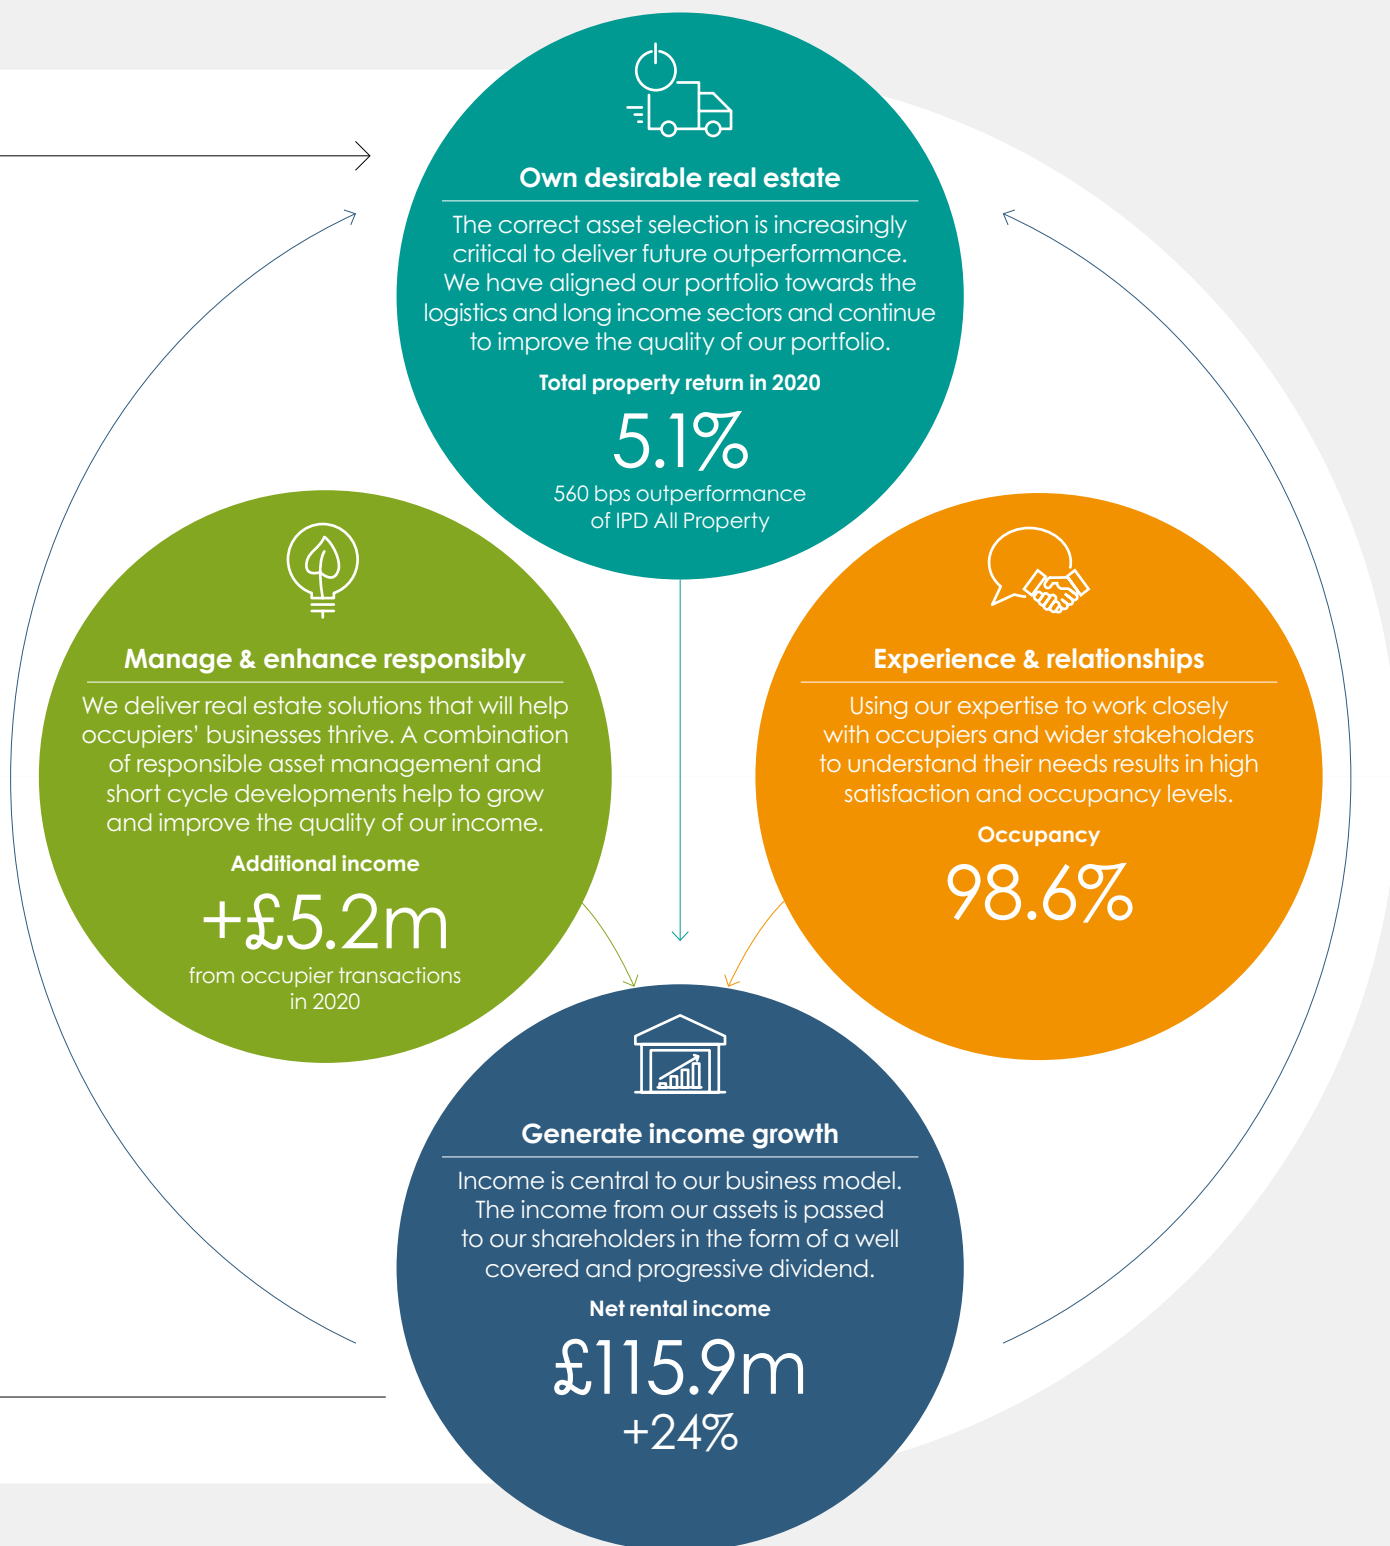 Own desirable real estate
The correct asset selection is increasingly
critical to deliver future outperformance.
We have aligned our portfolio towards the
logistics and long income sectors and continue
to improve the quality of our portfolio.
Total property return in 2020
5.1%
560 bps outperformance
of IPD All Property
Manage & enhance responsibly
We deliver real estate solutions that will help
occupiers’ businesses thrive. A combination
of responsible asset management and
short cycle developments help to grow
and improve the quality of our income.
Additional income
+£5.2m
from occupier transactions
in 2020
Experience & relationships
Using our expertise to work closely
with occupiers and wider stakeholders
to understand their needs results in high
satisfaction and occupancy levels.
Occupancy
98.6%
Generate income growth
Income is central to our business model.
The income from our assets is passed
to our shareholders in the form of a well
covered and progressive dividend.
Net rental income
£115.9m
+24%